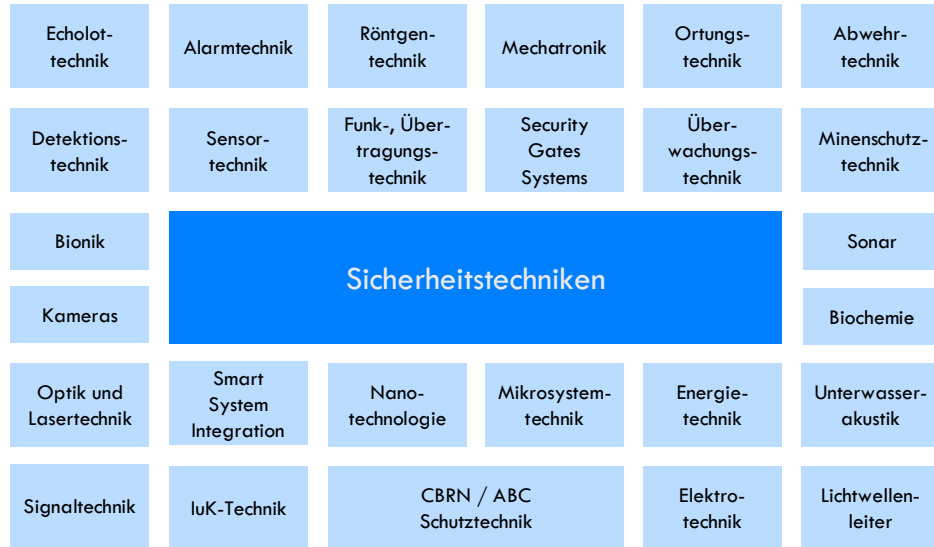 Echolot-
technik
Alarmtechnik
Röntgen-
technik
Mechatronik
Ortungs-
technik
Abwehr-
technik
Detektions-
technik
Sensor-
technik
Funk-, Über-
tragungs-
technik
Security
Gates
Systems
Über-
wachungs-
technik
Minenschutz-
technik
Bionik
Sicherheitstechniken
Sonar
Kameras
Biochemie
Optik und
Lasertechnik
Smart
System
Integration
Nano-
technologie
Mikrosystem-
technik
Energie-
technik
Unterwasser-
akustik
Signaltechnik
IuK-Technik
CBRN / ABC
Schutztechnik
Elektro-
technik
Lichtwellen-
leiter